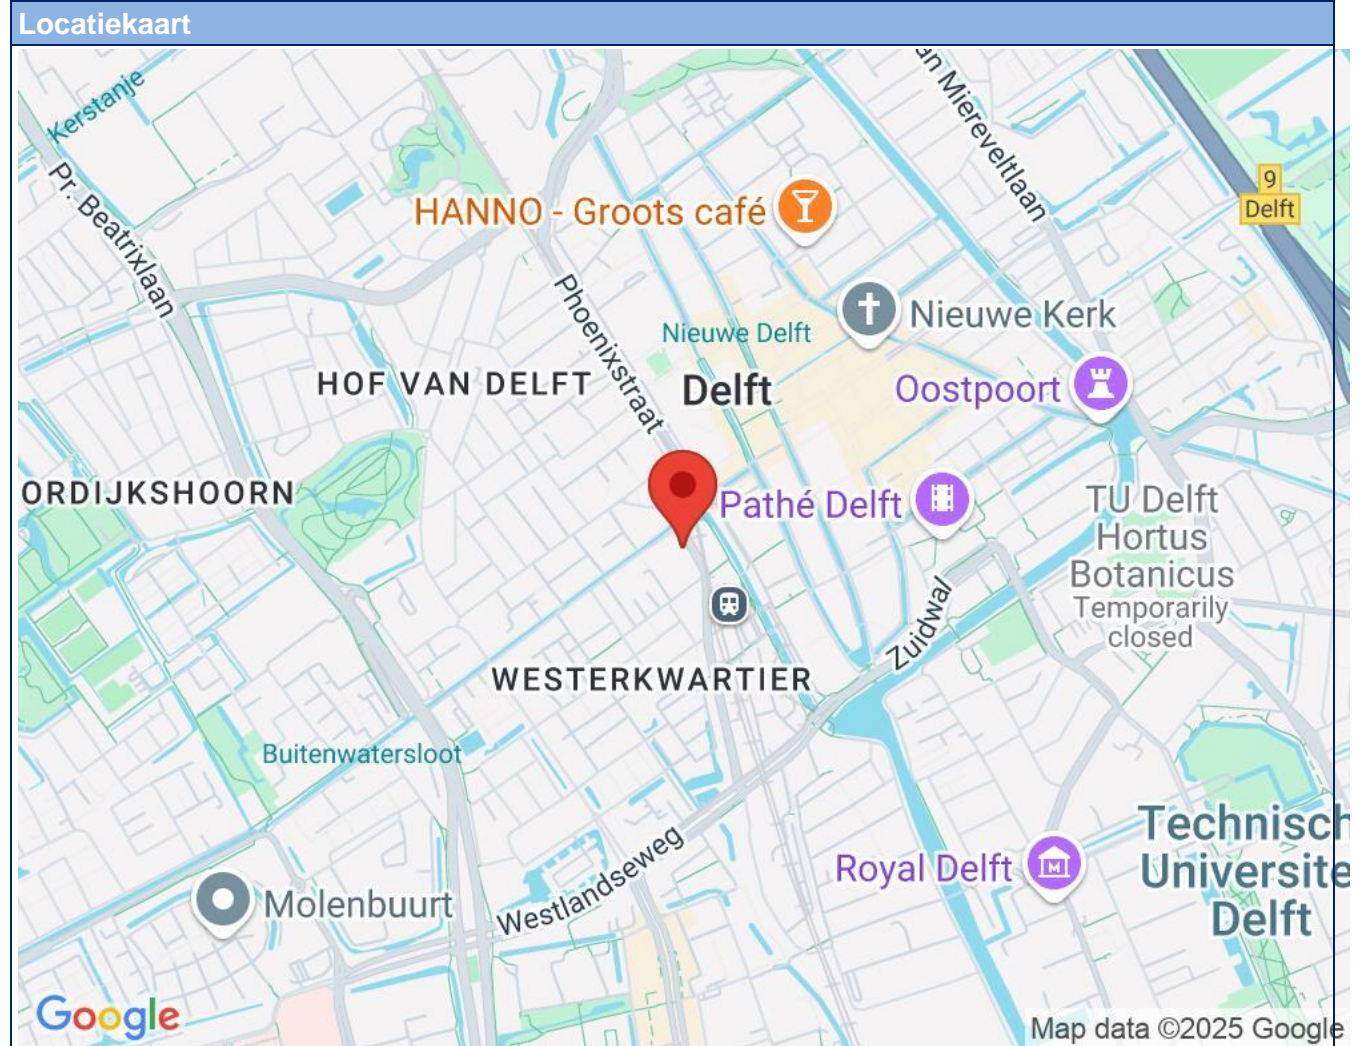 Locatiekaart
Kerstanje
an Miereveltlaan
Pr. Beatrixlaan
9
Delft
HANNO - Groots café
Phoenixstraat
Nieuwe Kerk
Nieuwe Delft
HOF VAN DELFT
Delft
Oostpoort
ORDIJKSHOORN
Pathé Delft
TU Delft
Hortus
Botanicus
Temporarily
closed
Zuidwal
WESTERKWARTIER
Buitenwatersloot
Technisch
Universite
Delft
Westlandseweg
Royal Delft
Molenbuurt
Google
Map data ©2025 Google